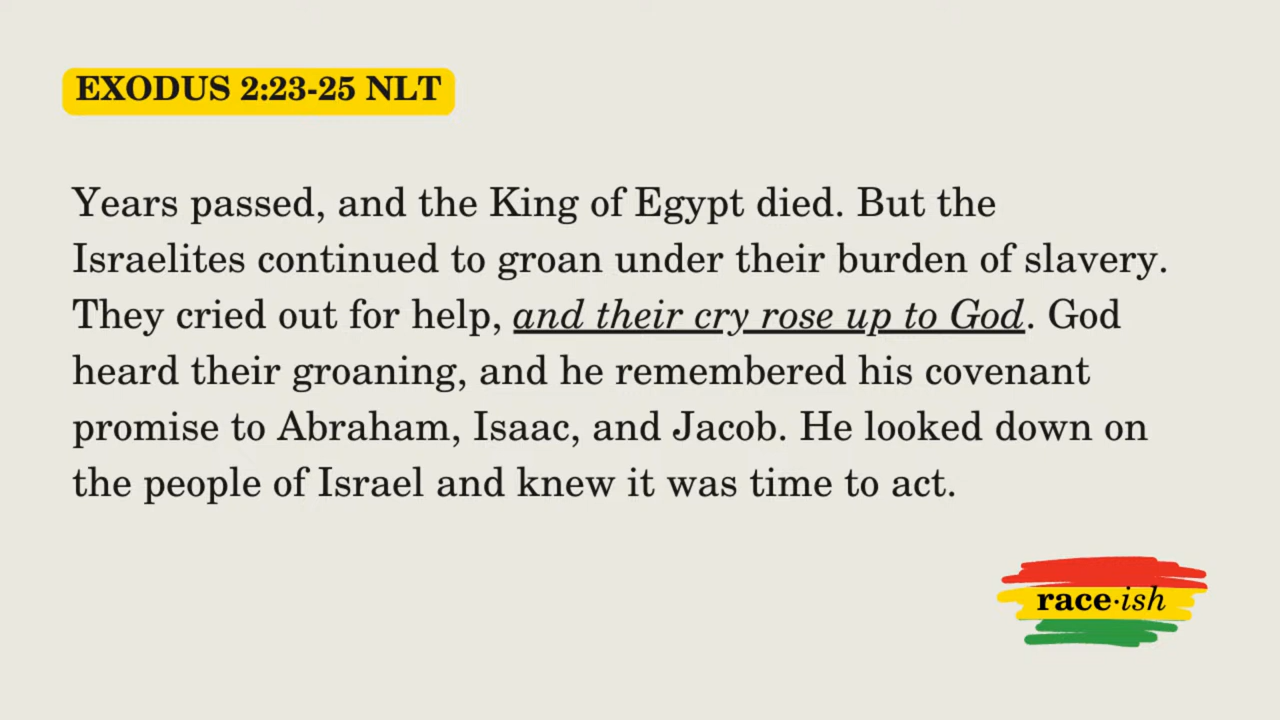 EXODUS 2:23-25 NLT
Years passed, and the King of Egypt died. But the
Israelites continued to groan under their burden of slavery.
They cried out for help, and their cry rose up to God. God
heard their groaning, and he remembered his covenant
promise to Abraham, Isaac, and Jacob. He looked down on
the people of Israel and knew it was time to act.
race·ish